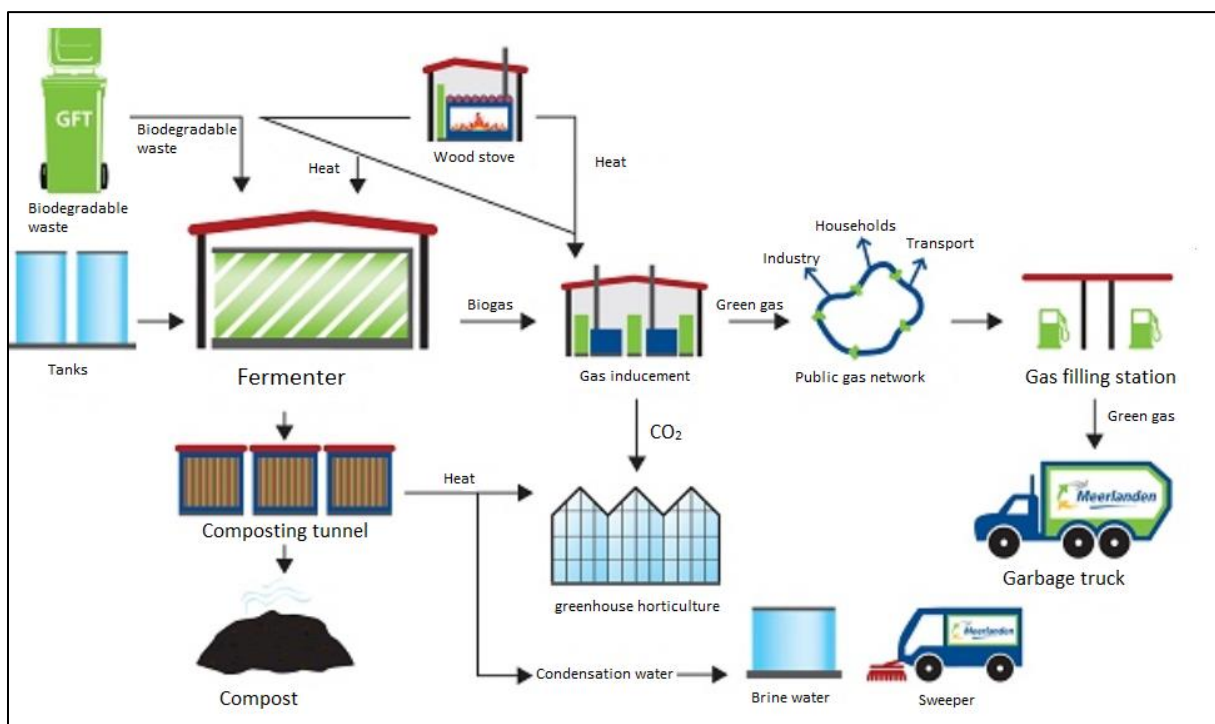 GFT
Biodegradable
waste
Biodegradable
waste
Heat
Wood stove
Heat
Households
Transport
Industry
Tanks
Fermenter
Biogas
Gas inducement
Green gas
Public gas network
Gas filling station
Green gas
CO₂
Heat
Composting tunnel
greenhouse horticulture
Meerlanden
Garbage truck
Compost
Condensation water
Brine water
Meerlanden
Sweeper